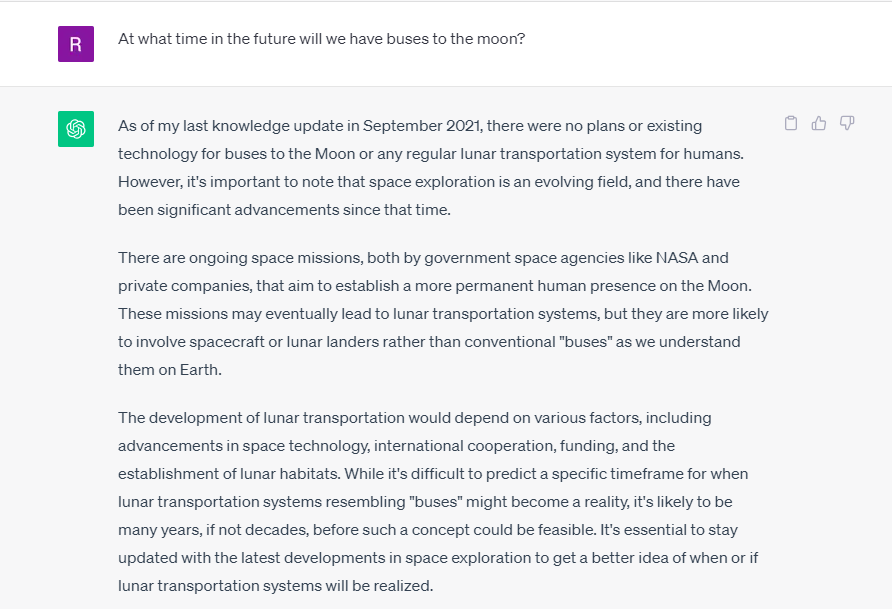 R
At what time in the future will we have buses to the moon?
As of my last knowledge update in September 2021, there were no plans or existing
technology for buses to the Moon or any regular lunar transportation system for humans.
However, it's important to note that space exploration is an evolving field, and there have
been significant advancements since that time.
There are ongoing space missions, both by government space agencies like NASA and
private companies, that aim to establish a more permanent human presence on the Moon.
These missions may eventually lead to lunar transportation systems, but they are more likely
to involve spacecraft or lunar landers rather than conventional "buses" as we understand
them on Earth.
The development of lunar transportation would depend on various factors, including
advancements in space technology, international cooperation, funding, and the
establishment of lunar habitats. While it's difficult to predict a specific timeframe for when
lunar transportation systems resembling "buses" might become a reality, it's likely to be
many years, if not decades, before such a concept could be feasible. It's essential to stay
updated with the latest developments in space exploration to get a better idea of when or if
lunar transportation systems will be realized.